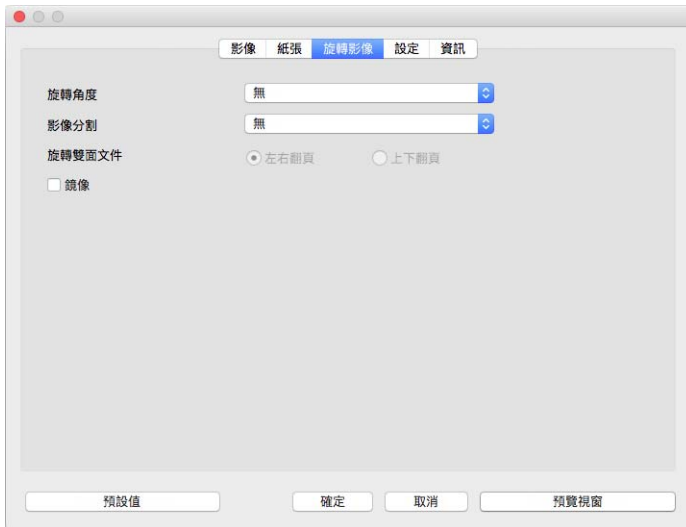 影像 紙張 旋轉影像 設定 資訊
旋轉角度 無
影像分割 無
旋轉雙面文件 左右翻頁 上下翻頁
鏡像
預設值 確定 取消 預覽視窗